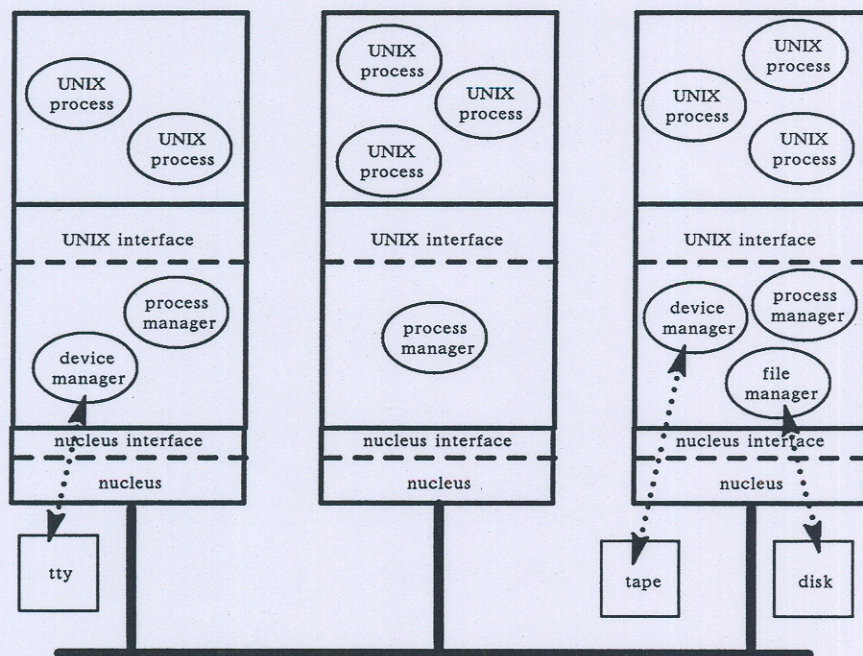 UNIX
process
UNIX
process
UNIX interface
process
manager
device
manager
nucleus interface
nucleus
tty
UNIX
process
UNIX
process
UNIX
process
UNIX interface
process
manager
nucleus interface
nucleus
UNIX
process
UNIX
process
UNIX
process
UNIX interface
device
manager
process
manager
file
manager
nucleus interface
nucleus
tape
disk